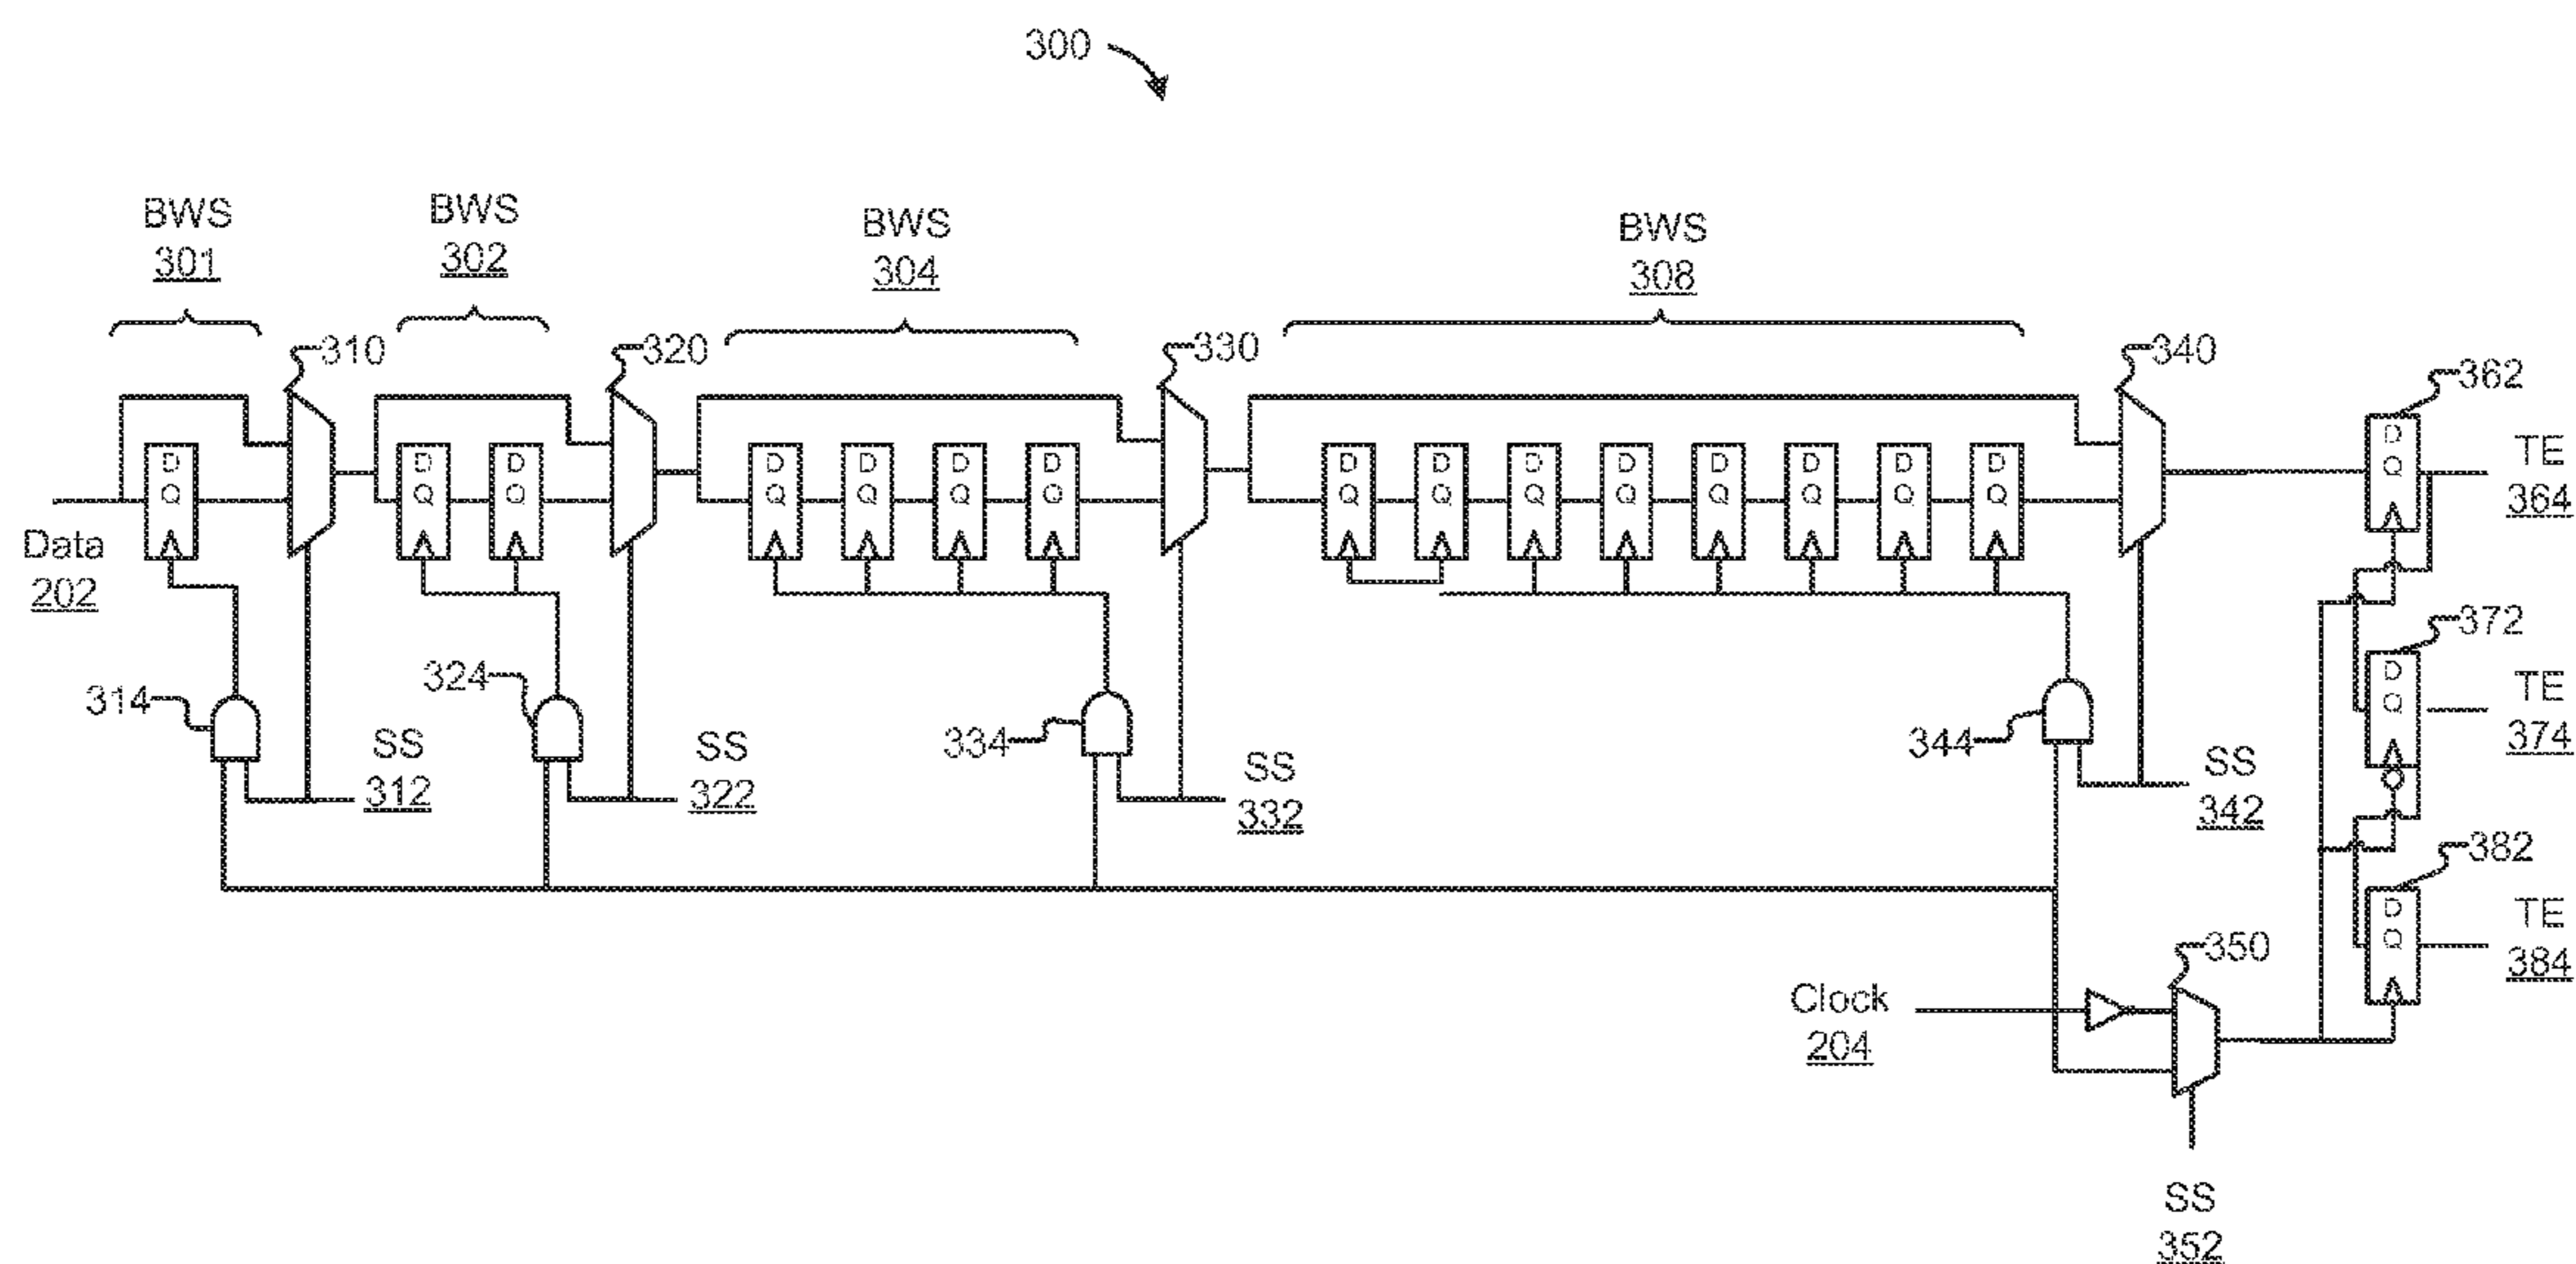 300
BWS
301
BWS
302
BWS
304
BWS
308
310
320
330
340
362
D
Q
D
Q
D
Q
D
Q
D
Q
D
Q
D
Q
D
Q
D
Q
D
Q
D
Q
D
Q
D
Q
D
Q
D
Q
D
Q
TE
364
Data
202
372
D
Q
TE
374
314
324
334
344
SS
312
SS
322
SS
332
SS
342
382
D
Q
TE
384
350
Clock
204
SS
352